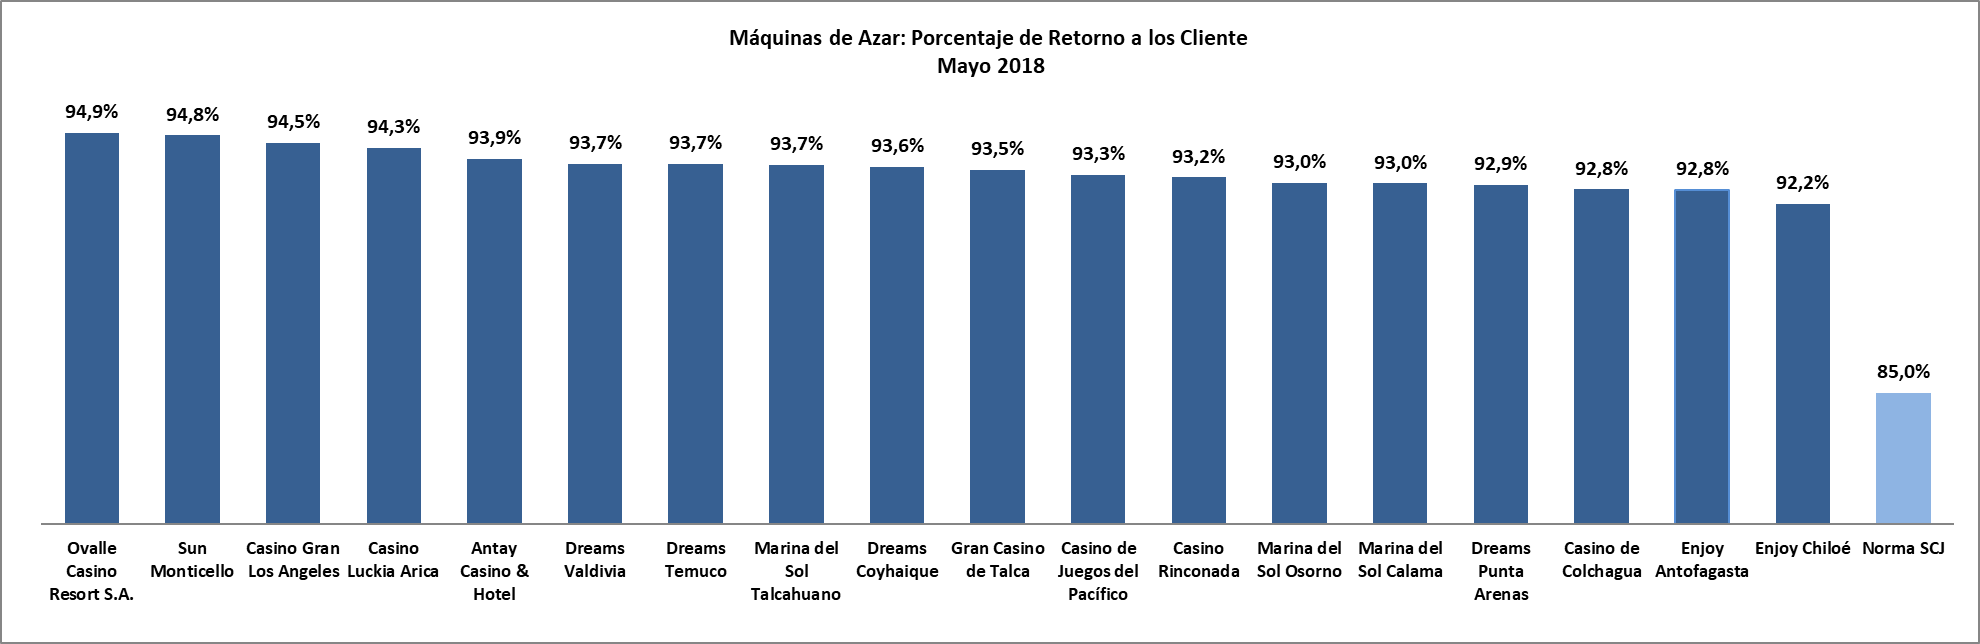 Máquinas de Azar: Porcentaje de Retorno a los Cliente
Mayo 2018
94,9%
94,8%
94,5%
94,3%
93,9%
93,7%
93,7%
93,7%
93,6%
93,5%
93,3%
93,2%
93,0%
93,0%
92,9%
92,8%
92,8%
92,2%
85,0%
Ovalle
Casino
Resort S.A.
Sun
Monticello
Casino Gran
Los Angeles
Casino
Luckia Arica
Antay
Casino &
Hotel
Dreams
Valdivia
Dreams
Temuco
Marina del
Sol
Talcahuano
Dreams
Coyhaique
Gran Casino
de Talca
Casino de
Juegos del
Pacífico
Casino
Rinconada
Marina del
Sol Osorno
Marina del
Sol Calama
Dreams
Punta
Arenas
Casino de
Colchagua
Enjoy
Antofagasta
Enjoy Chiloé
Norma SCJ